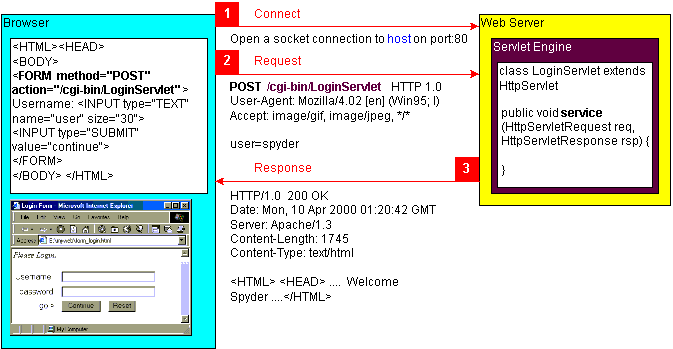 Browser
<HTML><HEAD>
<BODY>
<FORM method="POST"
action="/cgi-bin/LoginServlet">
Username: <INPUT type="TEXT"
name="user" size="30">
<INPUT type="SUBMIT"
value="continue">
</FORM>
</BODY> </HTML>
Login Form - Microsoft Internet Explorer
File Edit View Go Favorites Help
Address E:\myweb\form_login.html
Please Login.
Username
password
go »
Continue Reset
My Computer
1 Connect
Open a socket connection to host on port:80
2 Request
POST /cgi-bin/LoginServlet HTTP 1.0
User-Agent: Mozilla/4.02 [en] (Win95; I)
Accept: image/gif, image/jpeg, */*
user=spyder
Response 3
HTTP/1.0 200 OK
Date: Mon, 10 Apr 2000 01:20:42 GMT
Server: Apache/1.3
Content-Length: 1745
Content-Type: text/html
<HTML> <HEAD> .... Welcome
Spyder ....</HTML>
Web Server
Servlet Engine
class LoginServlet extends
HttpServlet
public void service
(HttpServletRequest req,
HttpServletResponse rsp) {
}